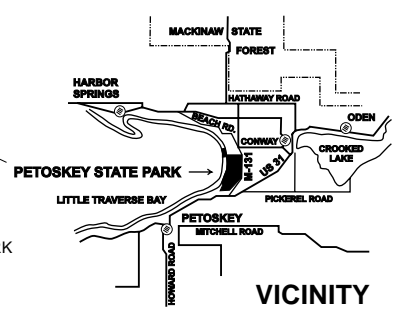 MACKINAW STATE
FOREST
HARBOR
SPRINGS
HATHAWAY ROAD
BEACH RD.
ODEN
CONWAY
CROOKED
LAKE
M-131
US 31
PETOSKEY STATE PARK
LITTLE TRAVERSE BAY
PICKEREL ROAD
PETOSKEY
MITCHELL ROAD
HOWARD ROAD
RK
VICINITY